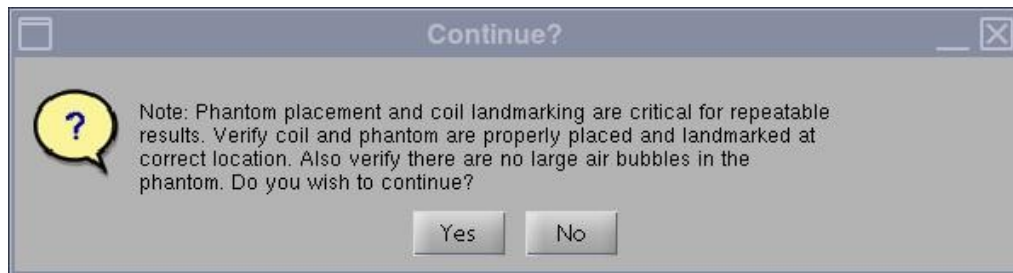 Continue?
?
Note: Phantom placement and coil landmarking are critical for repeatable
results. Verify coil and phantom are properly placed and landmarked at
correct location. Also verify there are no large air bubbles in the
phantom. Do you wish to continue?
Yes No